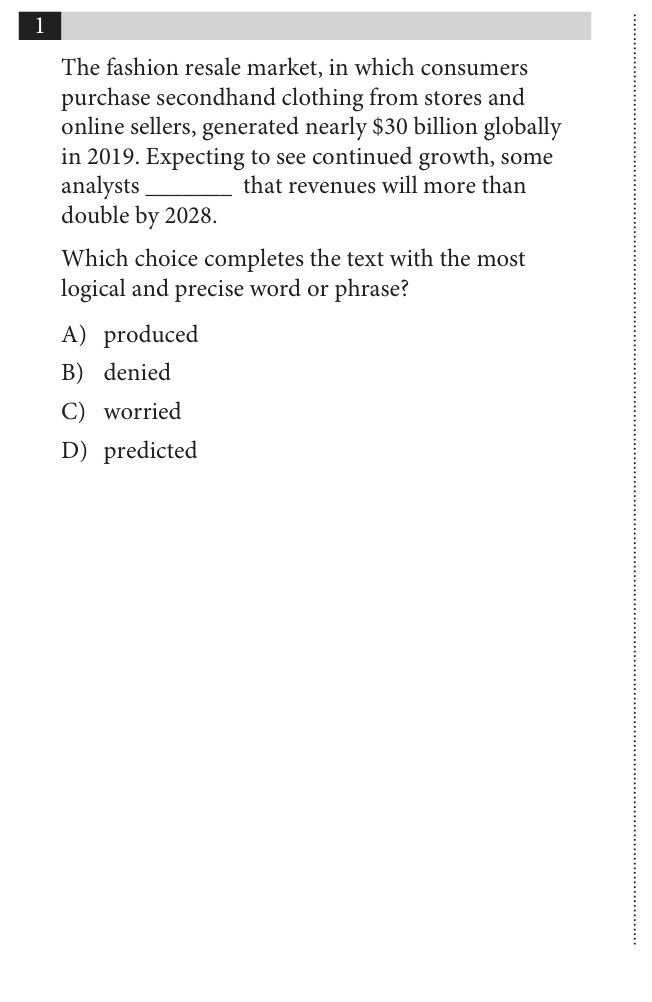 1
The fashion resale market, in which consumers
purchase secondhand clothing from stores and
online sellers, generated nearly $30 billion globally
in 2019. Expecting to see continued growth, some
analysts _______ that revenues will more than
double by 2028.
Which choice completes the text with the most
logical and precise word or phrase?
A) produced
B) denied
C) worried
D) predicted